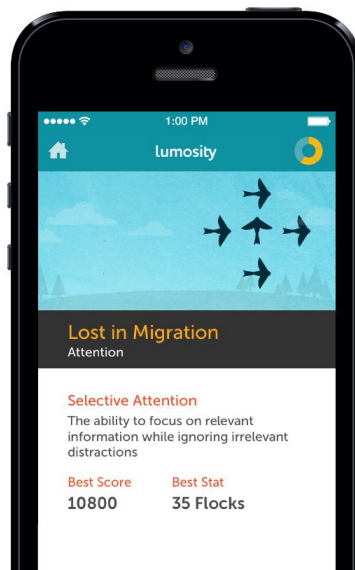 1:00 PM
lumosity
Lost in Migration
Attention
Selective Attention
The ability to focus on relevant
information while ignoring irrelevant
distractions
Best Score Best Stat
10800 35 Flocks